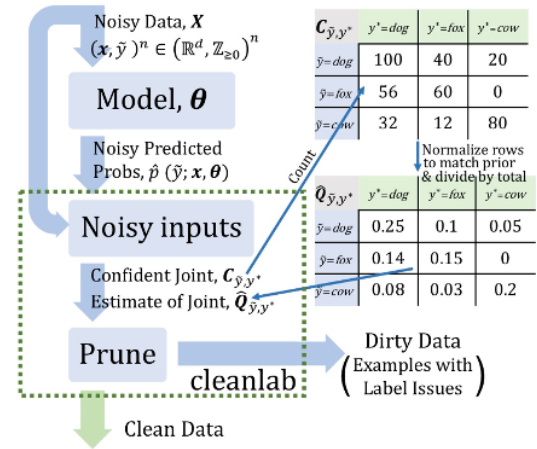 Noisy Data, X
(x, ỹ)ⁿ ∈ (ℝᵈ, ℤ≥0)ⁿ
Model, θ
Noisy Predicted
Probs, p̂ (ỹ; x, θ)
Noisy inputs
Confident Joint, C ỹ,y*
Estimate of Joint, Q̂ ỹ,y*
Prune
cleanlab
Clean Data
Dirty Data
(Examples with
Label Issues)
Count
C ỹ,y* y*=dog y*=fox y*=cow
ỹ=dog 100 40 20
ỹ=fox 56 60 0
ỹ=cow 32 12 80
Normalize rows
to match prior
& divide by total
Q̂ ỹ,y* y*=dog y*=fox y*=cow
ỹ=dog 0.25 0.1 0.05
ỹ=fox 0.14 0.15 0
ỹ=cow 0.08 0.03 0.2